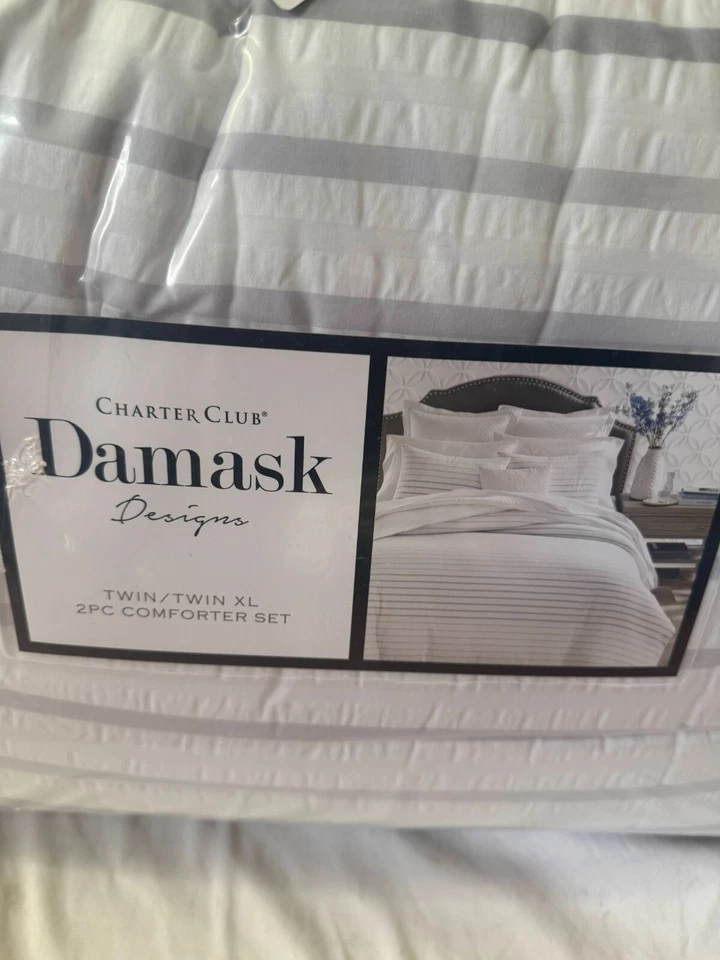 CHARTER CLUB®
Damask
Designs
TWIN/TWIN XL
2PC COMFORTER SET